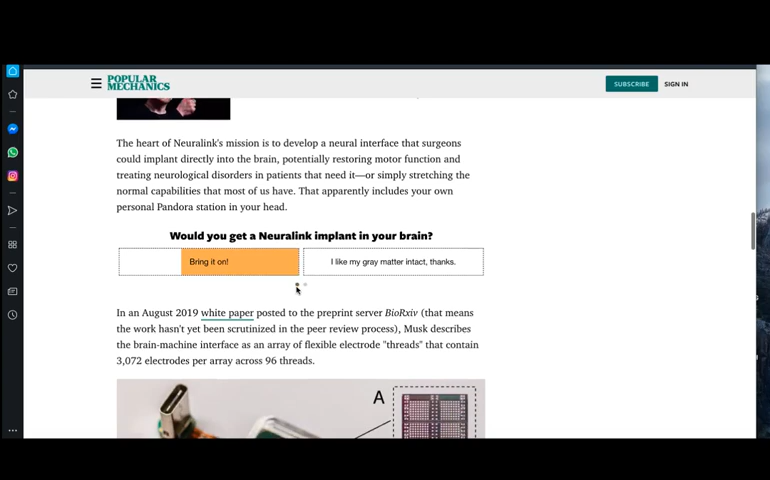 POPULAR
MECHANICS
SUBSCRIBE
SIGN IN
The heart of Neuralink's mission is to develop a neural interface that surgeons
could implant directly into the brain, potentially restoring motor function and
treating neurological disorders in patients that need it—or simply stretching the
normal capabilities that most of us have. That apparently includes your own
personal Pandora station in your head.
Would you get a Neuralink implant in your brain?
Bring it on!
I like my gray matter intact, thanks.
In an August 2019 white paper posted to the preprint server BioRxiv (that means
the work hasn't yet been scrutinized in the peer review process), Musk describes
the brain-machine interface as an array of flexible electrode "threads" that contain
3,072 electrodes per array across 96 threads.
A